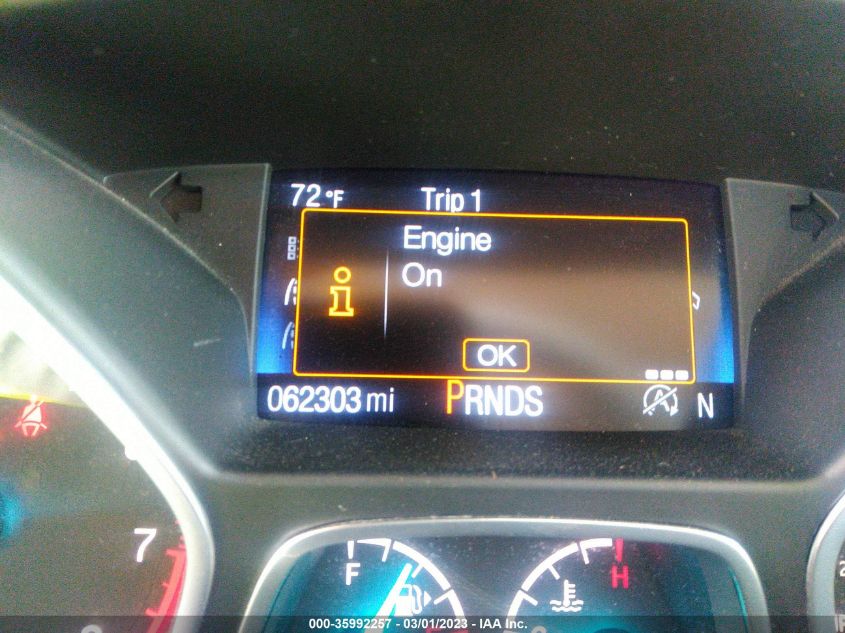 72°F Trip 1
Engine
On
i
OK
062303 mi PRNDS A N
7
F H
000-35992257 - 03/01/2023 - IAA Inc.